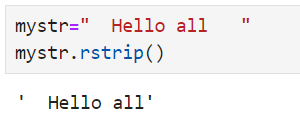 mystr="  Hello all   "
mystr.rstrip()
'  Hello all'